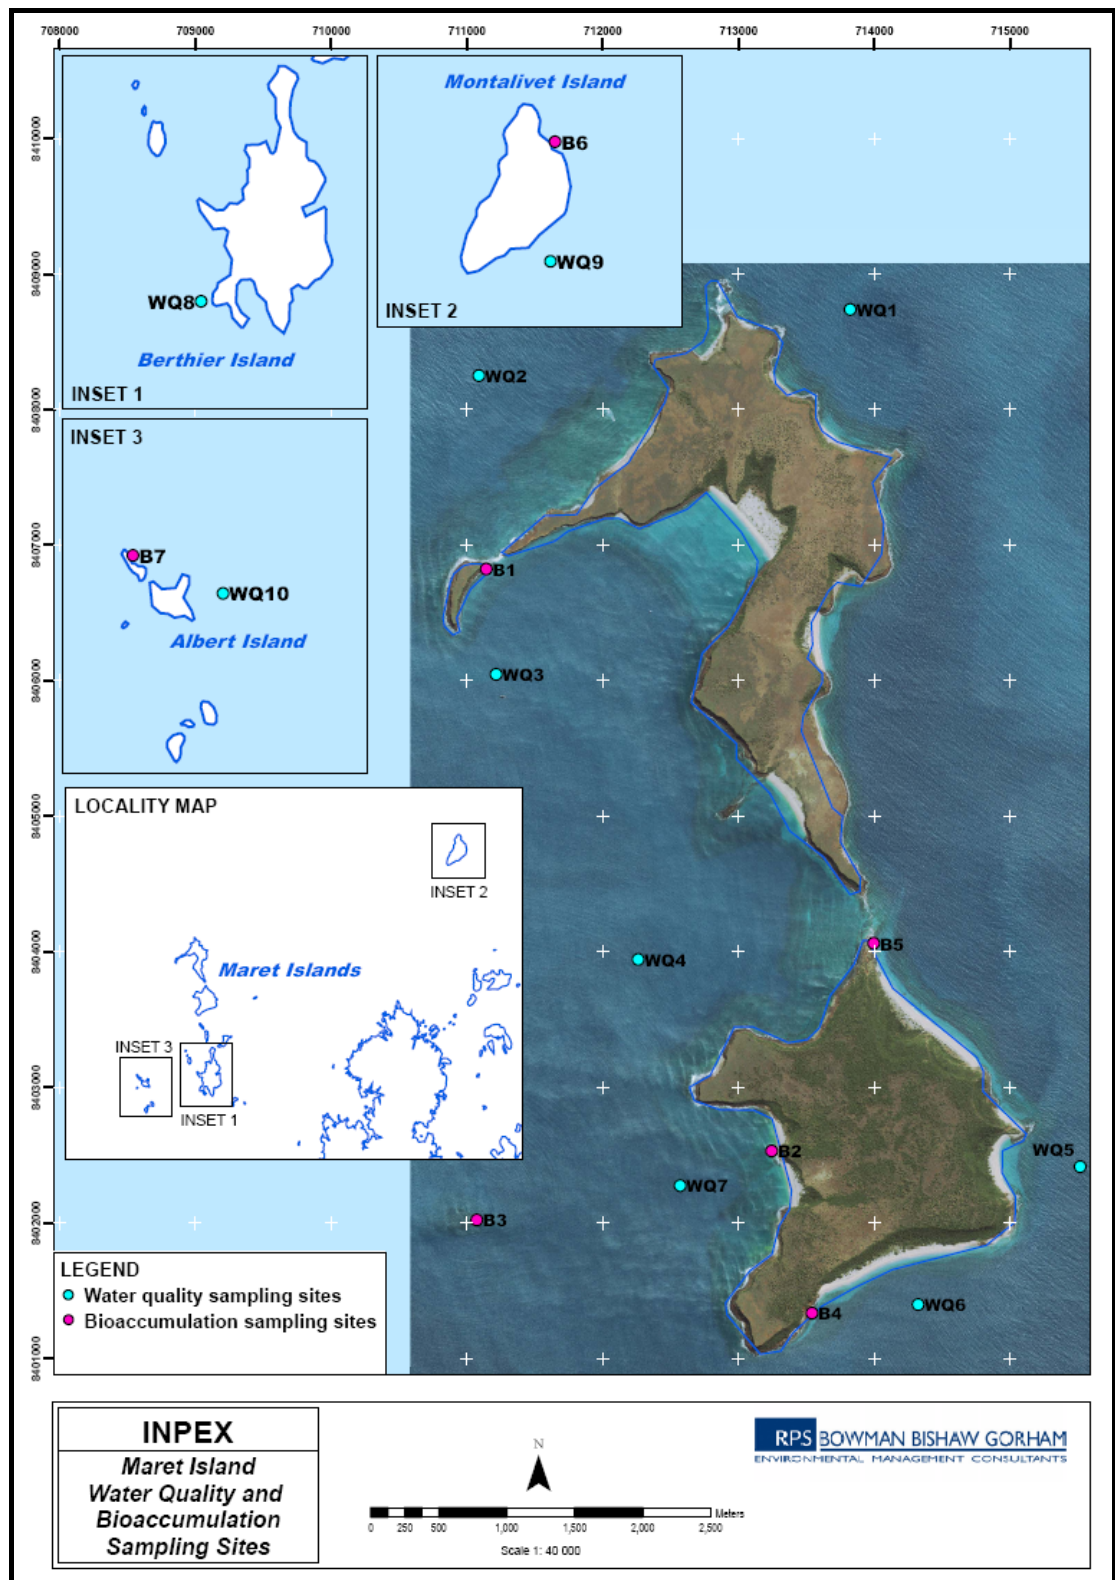 708000 709000 710000 711000 712000 713000 714000 715000
8410000
8409000
8408000
8407000
8406000
8405000
8404000
8403000
8402000
8401000
WQ8
Berthier Island
INSET 1
Montalivet Island
B6
WQ9
INSET 2
INSET 3
B7
WQ10
Albert Island
LOCALITY MAP
INSET 2
Maret Islands
INSET 3
INSET 1
WQ1
WQ2
B1
WQ3
WQ4
B5
B2
WQ5
WQ7
B3
WQ6
B4
LEGEND
Water quality sampling sites
Bioaccumulation sampling sites
INPEX
Maret Island
Water Quality and
Bioaccumulation
Sampling Sites
N
Meters
0 250 500 1,000 1,500 2,000 2,500
Scale 1: 40 000
RPS BOWMAN BISHAW GORHAM
ENVIRONMENTAL MANAGEMENT CONSULTANTS